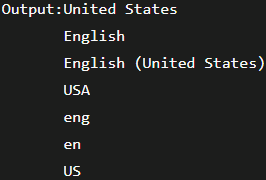 Output:United States
English
English (United States)
USA
eng
en
US